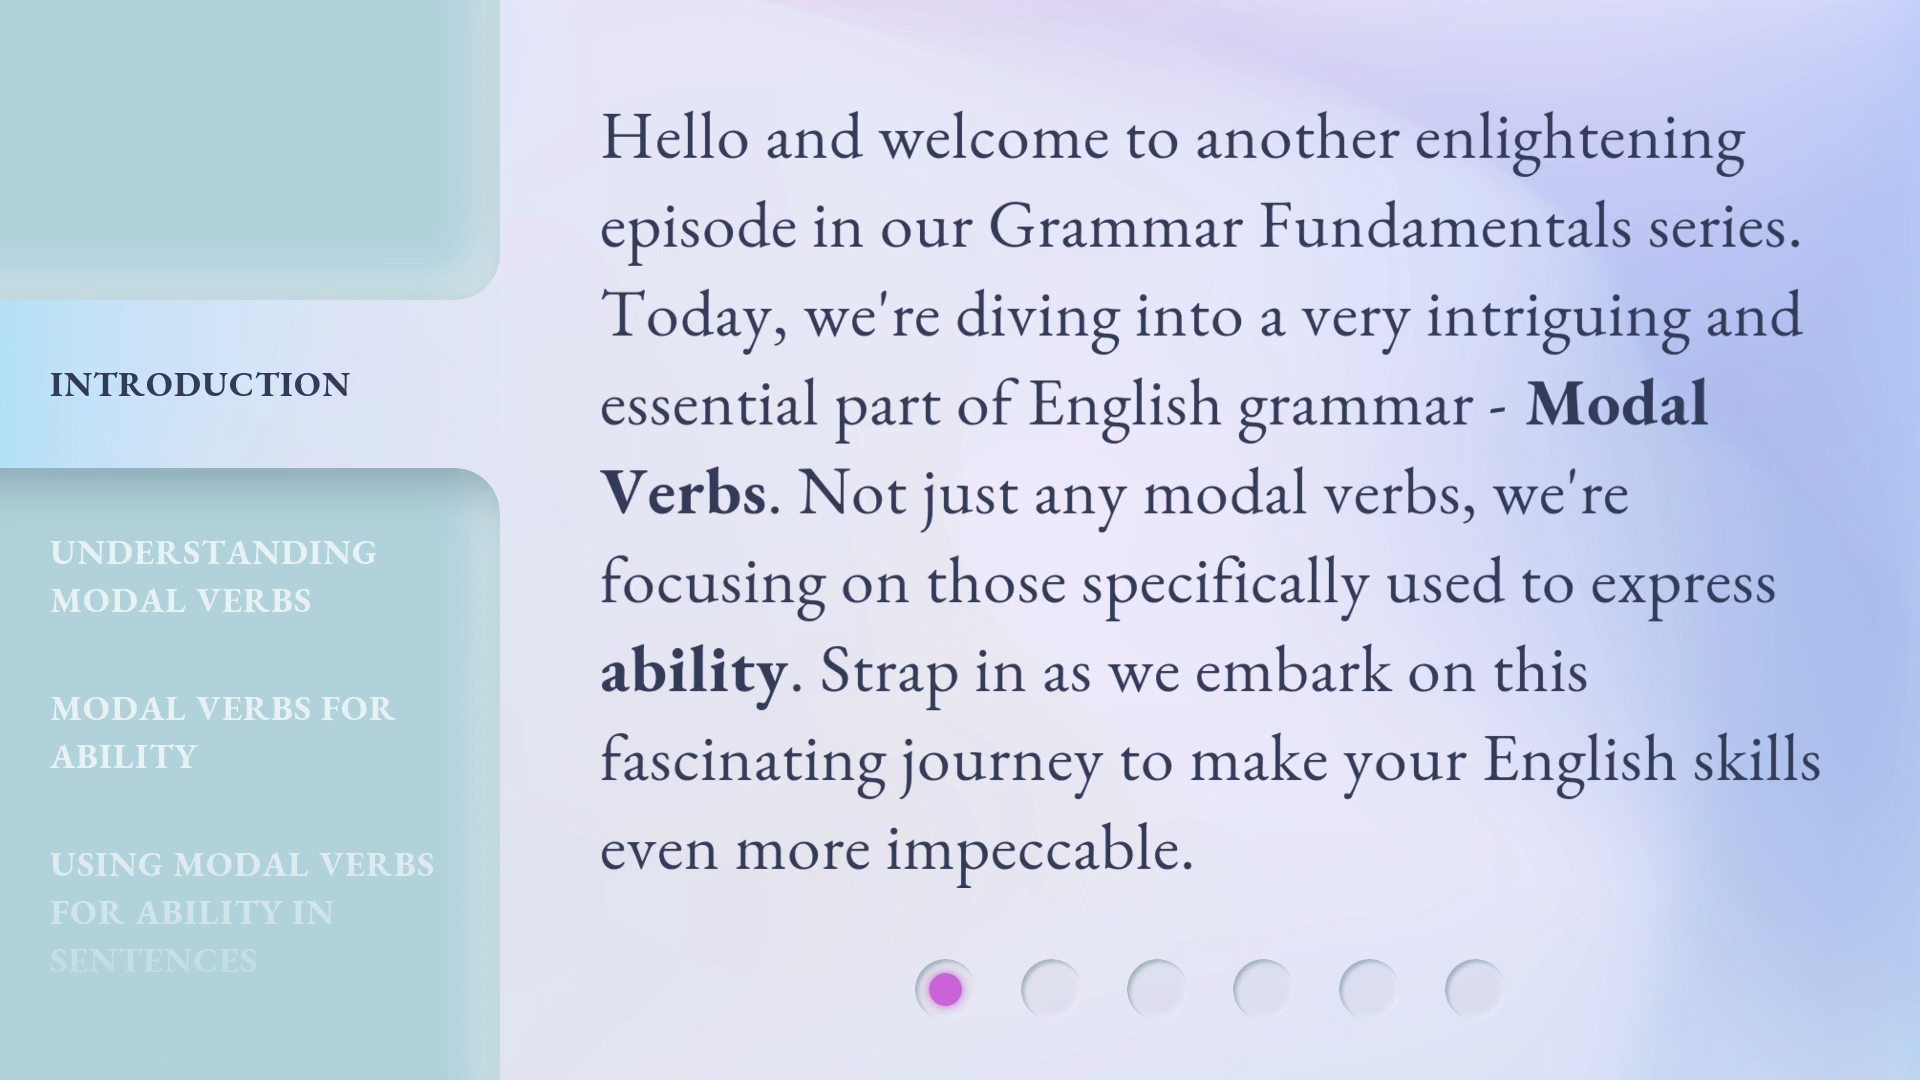 INTRODUCTION
UNDERSTANDING
MODAL VERBS
MODAL VERBS FOR
ABILITY
USING MODAL VERBS
FOR ABILITY IN
SENTENCES
Hello and welcome to another enlightening
episode in our Grammar Fundamentals series.
Today, we're diving into a very intriguing and
essential part of English grammar - Modal
Verbs. Not just any modal verbs, we're
focusing on those specifically used to express
ability. Strap in as we embark on this
fascinating journey to make your English skills
even more impeccable.